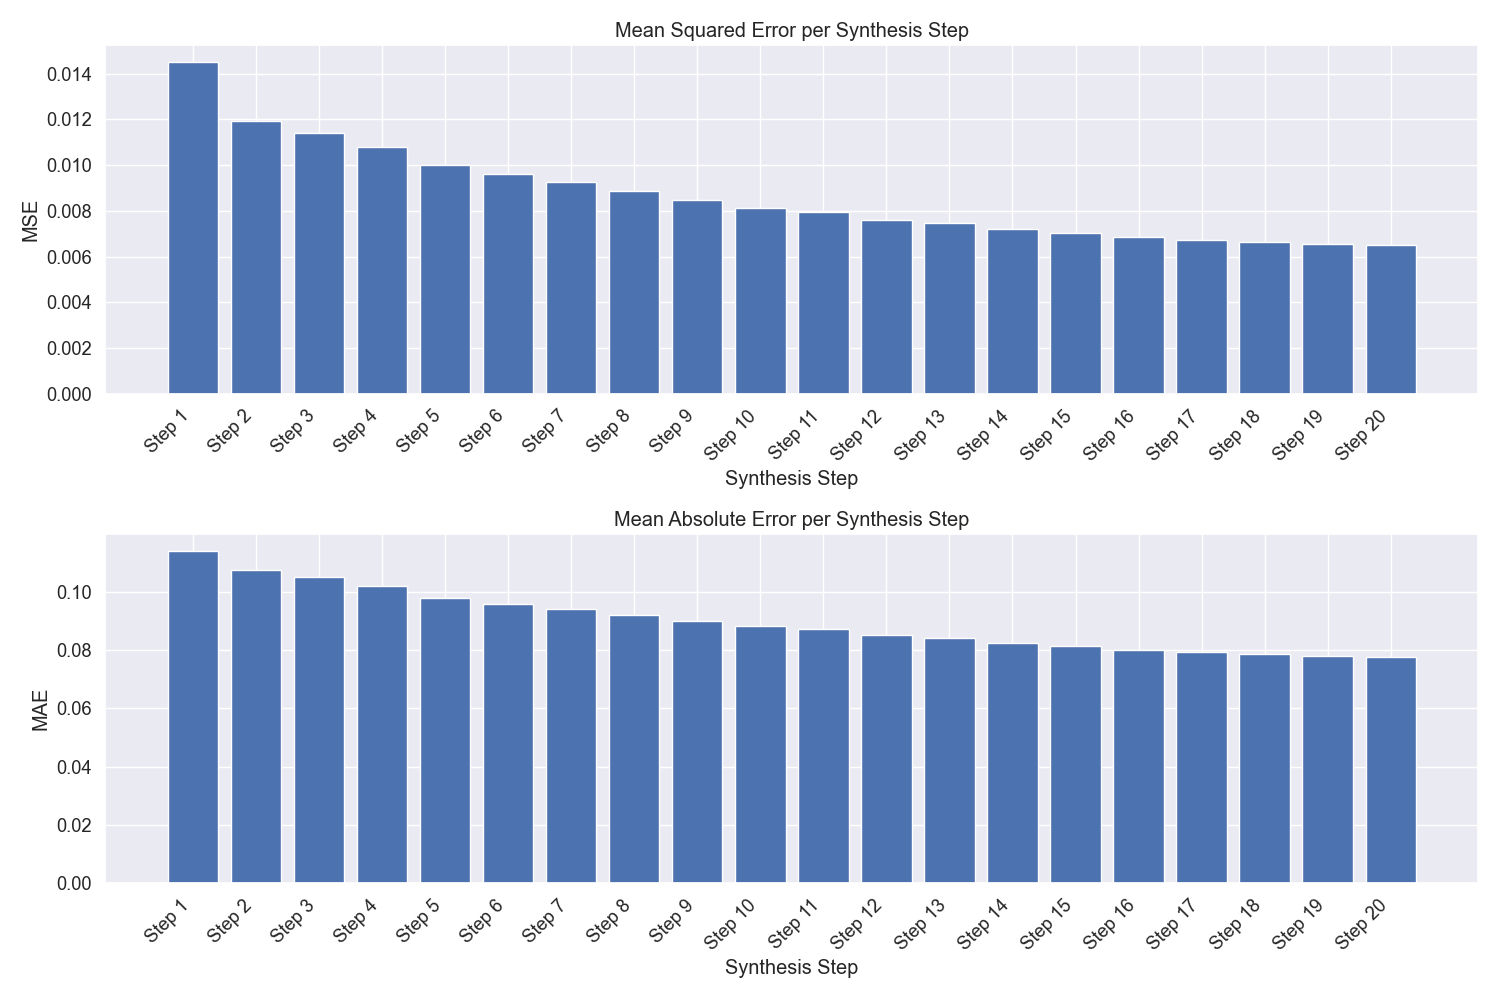 Mean Squared Error per Synthesis Step
0.014
0.012
0.010
0.008
0.006
0.004
0.002
0.000
MSE
Step 1
Step 2
Step 3
Step 4
Step 5
Step 6
Step 7
Step 8
Step 9
Step 10
Step 11
Step 12
Step 13
Step 14
Step 15
Step 16
Step 17
Step 18
Step 19
Step 20
Synthesis Step
Mean Absolute Error per Synthesis Step
0.10
0.08
0.06
0.04
0.02
0.00
MAE
Step 1
Step 2
Step 3
Step 4
Step 5
Step 6
Step 7
Step 8
Step 9
Step 10
Step 11
Step 12
Step 13
Step 14
Step 15
Step 16
Step 17
Step 18
Step 19
Step 20
Synthesis Step